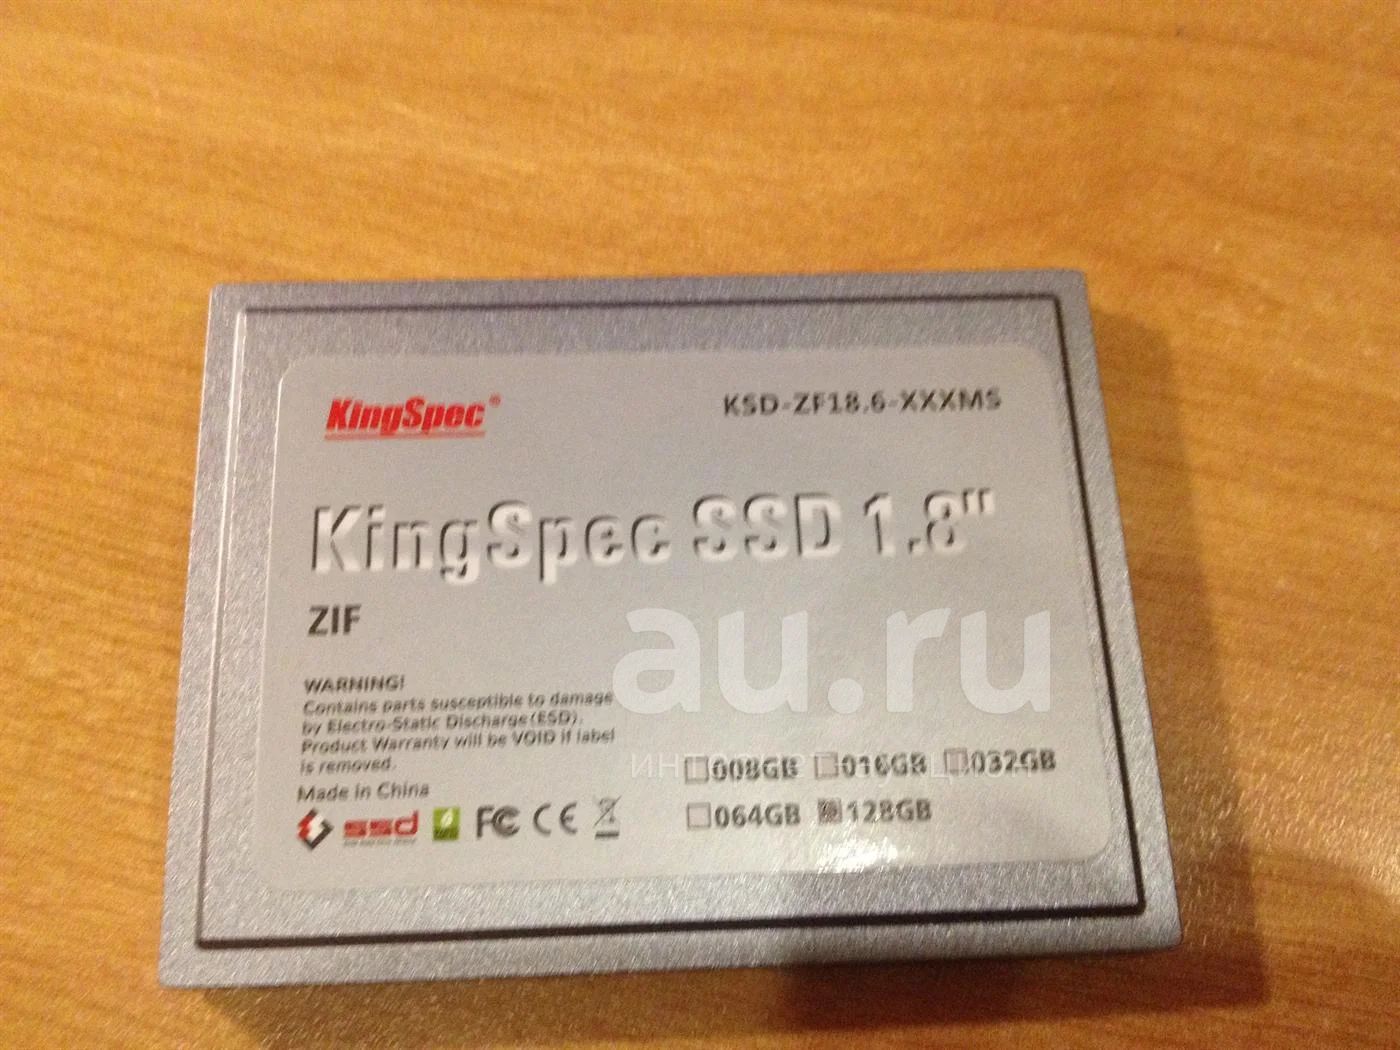 KingSpec®
KSD-ZF18.6-XXXMS
KingSpec SSD 1.8"
ZIF
au.ru
WARNING!
Contains parts susceptible to damage
by Electro-Static Discharge(ESD).
Product Warranty will be VOID if label
is removed.
Made in China
008GB 016GB 032GB
064GB 128GB
ssd FC CE